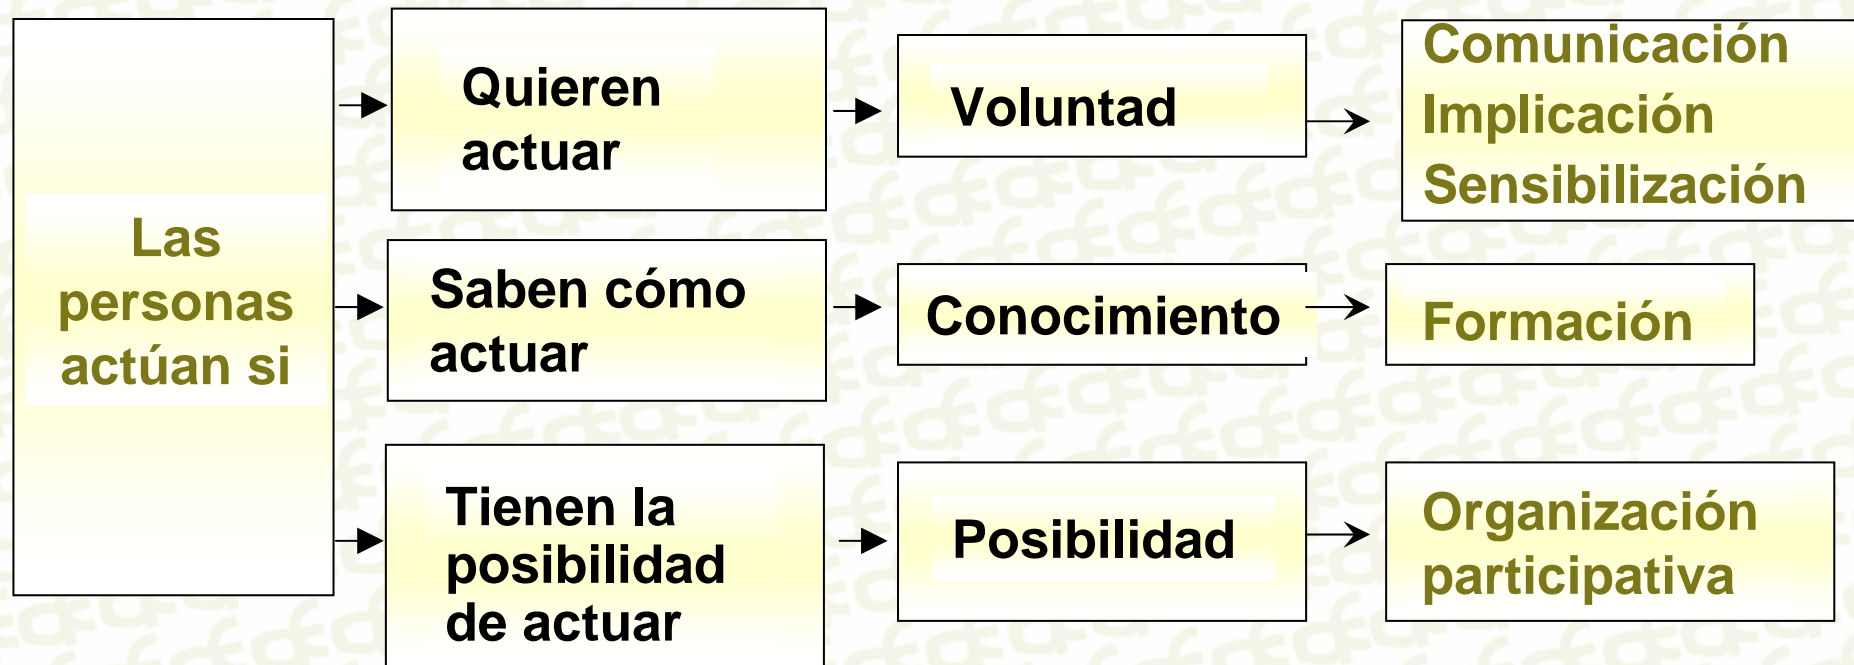 Las
personas
actúan si
Quieren
actuar
Voluntad
Comunicación
Implicación
Sensibilización
Saben cómo
actuar
Conocimiento
Formación
Tienen la
posibilidad
de actuar
Posibilidad
Organización
participativa